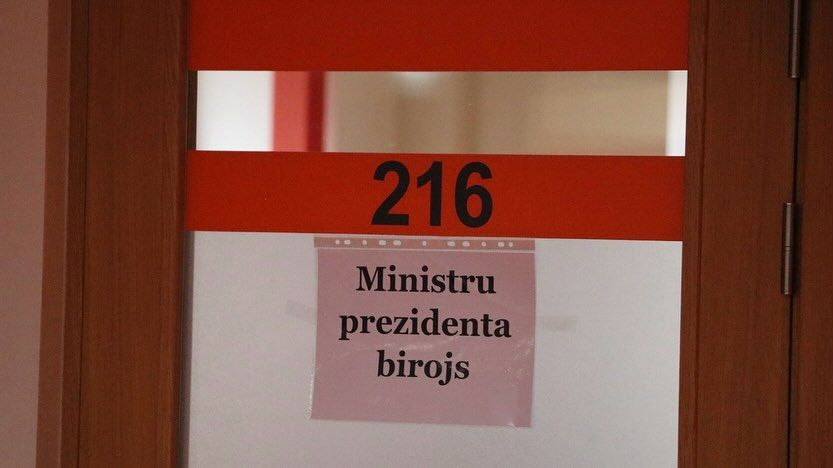 216
Ministru
prezidenta
birojs